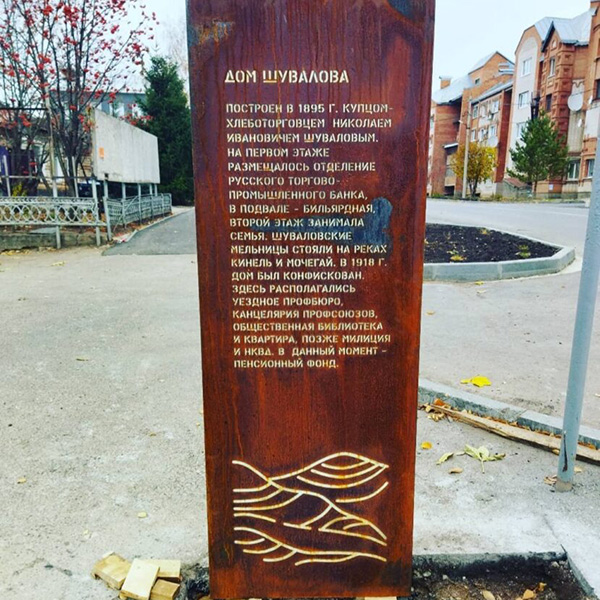 ДОМ ШУВАЛОВА
ПОСТРОЕН В 1895 Г. КУПЦОМ-
ХЛЕБОТОРГОВЦЕМ НИКОЛАЕМ
ИВАНОВИЧЕМ ШУВАЛОВЫМ.
НА ПЕРВОМ ЭТАЖЕ
РАЗМЕЩАЛОСЬ ОТДЕЛЕНИЕ
РУССКОГО ТОРГОВО-
ПРОМЫШЛЕННОГО БАНКА,
В ПОДВАЛЕ - БИЛЬЯРДНАЯ,
ВТОРОЙ ЭТАЖ ЗАНИМАЛА
СЕМЬЯ. ШУВАЛОВСКИЕ
МЕЛЬНИЦЫ СТОЯЛИ НА РЕКАХ
КИНЕЛЬ И МОЧЕГАЙ. В 1918 Г.
ДОМ БЫЛ КОНФИСКОВАН.
ЗДЕСЬ РАСПОЛАГАЛИСЬ
УЕЗДНОЕ ПРОФБЮРО,
КАНЦЕЛЯРИЯ ПРОФСОЮЗОВ,
ОБЩЕСТВЕННАЯ БИБЛИОТЕКА
И КВАРТИРА, ПОЗЖЕ МИЛИЦИЯ
И НКВД. В ДАННЫЙ МОМЕНТ -
ПЕНСИОННЫЙ ФОНД.